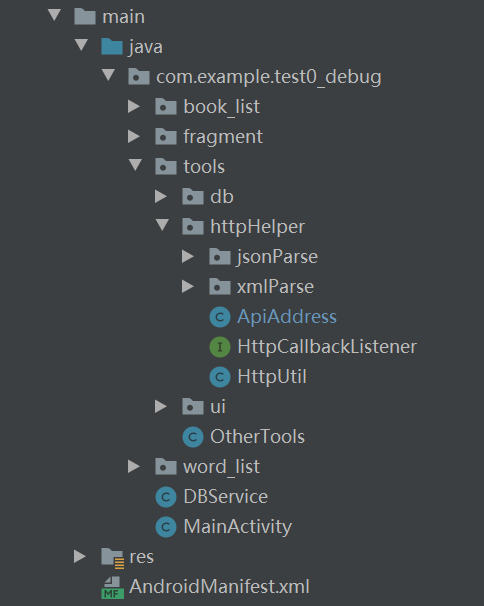 main
java
com.example.test0_debug
book_list
fragment
tools
db
httpHelper
jsonParse
xmlParse
C ApiAddress
I HttpCallbackListener
C HttpUtil
ui
C OtherTools
word_list
C DBService
C MainActivity
res
MF AndroidManifest.xml